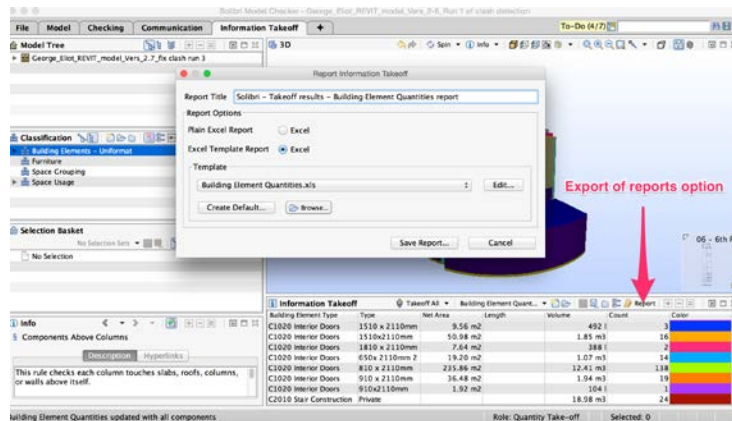 Solibri Model Checker - George_Eliot_REVIT_model_Vers_2-6_Run 1 of clash detection
File Model Checking Communication Information Takeoff + To-Do (4/7)
Model Tree
George_Eliot_REVIT_model_Vers_2.7_fix clash run 3
3D
Spin Info
Report Information Takeoff
Report Title Solibri - Takeoff results - Building Element Quantities report
Report Options
Plain Excel Report Excel
Excel Template Report Excel
Template
Building Element Quantities.xls Edit...
Create Default... Browse...
Save Report... Cancel
Classification
Building Elements - Uniformat
Furniture
Space Grouping
Space Usage
Selection Basket
No Selection Sets
No Selection
Export of reports option
06 - 6th F
Info
Components Above Columns
Description Hyperlinks
This rule checks each column touches slabs, roofs, columns,
or walls above itself.
Information Takeoff Takeoff All Building Element Quant... Report
Building Element Type Type Net Area Length Volume Count Color
C1020 Interior Doors 1510 x 2110mm 9.56 m2 492 l 3
C1020 Interior Doors 1510x2110mm 50.98 m2 1.85 m3 16
C1020 Interior Doors 1810 x 2110mm 7.64 m2 388 l 2
C1020 Interior Doors 650x 2110mm 2 19.20 m2 1.07 m3 14
C1020 Interior Doors 810 x 2110mm 235.86 m2 12.41 m3 138
C1020 Interior Doors 910 x 2110mm 36.48 m2 1.94 m3 19
C1020 Interior Doors 910x2110mm 1.92 m2 104 l 1
C2010 Stair Construction Private 18.98 m3 24
uilding Element Quantities updated with all components Role: Quantity Take-off Selected: 0